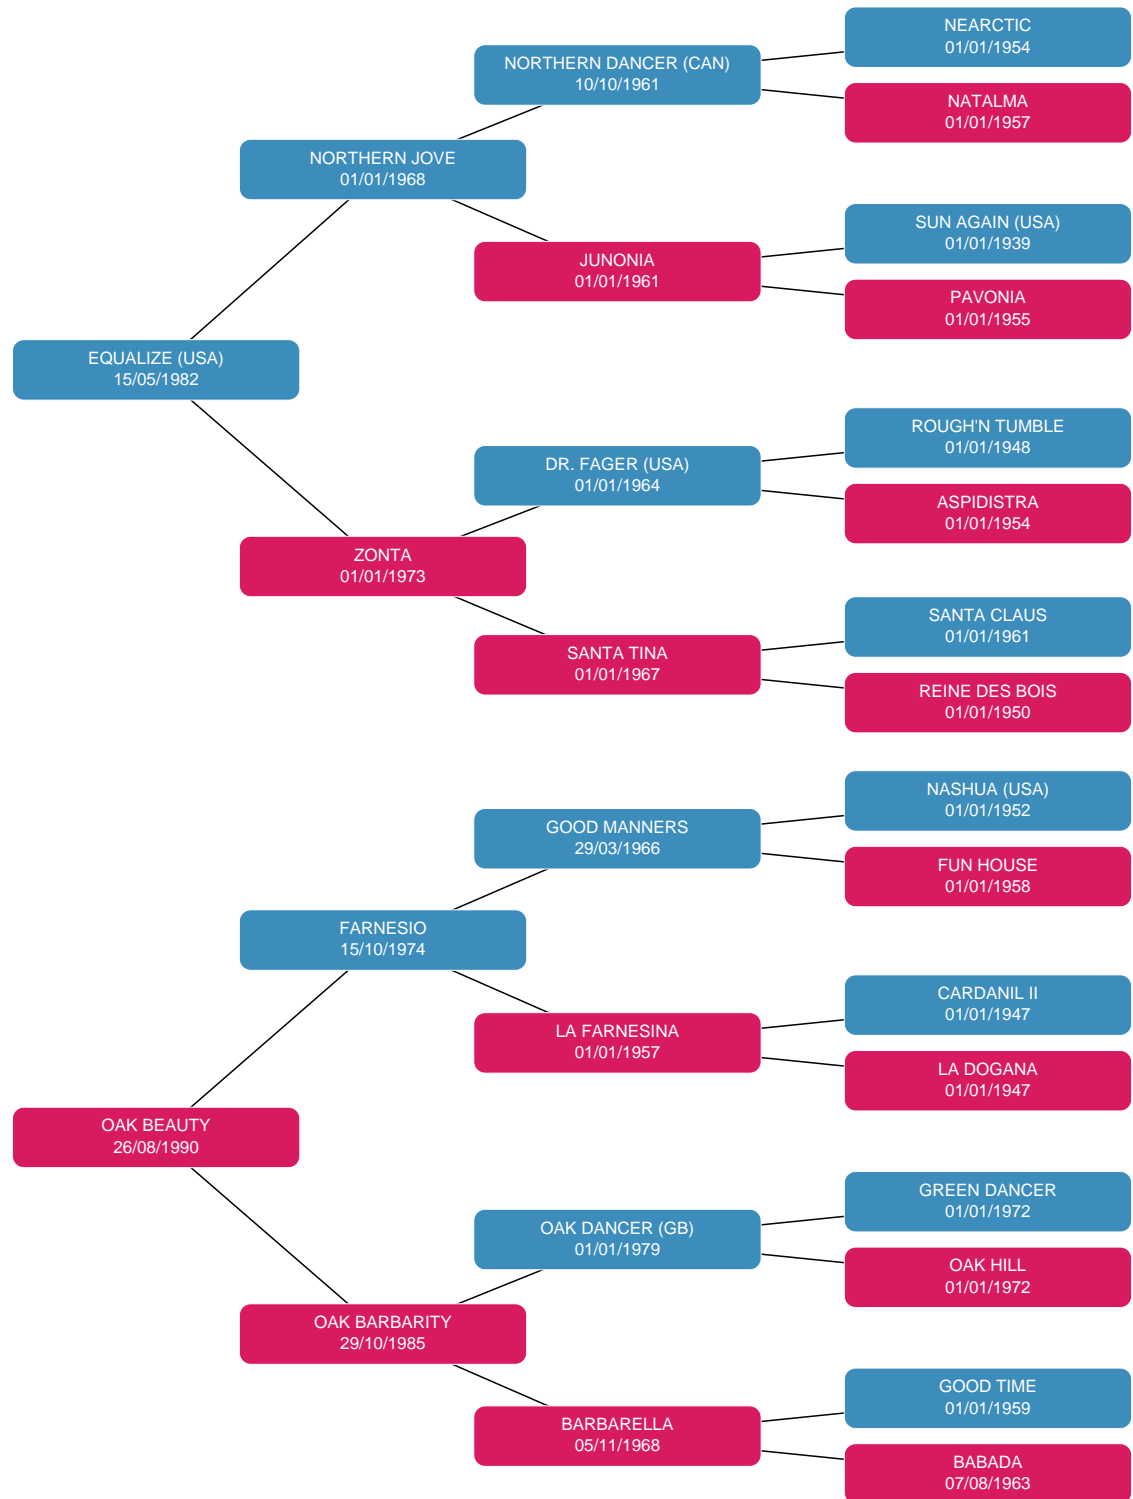 NEARCTIC
01/01/1954
NORTHERN DANCER (CAN)
10/10/1961
NATALMA
01/01/1957
NORTHERN JOVE
01/01/1968
SUN AGAIN (USA)
01/01/1939
JUNONIA
01/01/1961
PAVONIA
01/01/1955
EQUALIZE (USA)
15/05/1982
ROUGH'N TUMBLE
01/01/1948
DR. FAGER (USA)
01/01/1964
ASPIDISTRA
01/01/1954
ZONTA
01/01/1973
SANTA CLAUS
01/01/1961
SANTA TINA
01/01/1967
REINE DES BOIS
01/01/1950
NASHUA (USA)
01/01/1952
GOOD MANNERS
29/03/1966
FUN HOUSE
01/01/1958
FARNESIO
15/10/1974
CARDANIL II
01/01/1947
LA FARNESINA
01/01/1957
LA DOGANA
01/01/1947
OAK BEAUTY
26/08/1990
GREEN DANCER
01/01/1972
OAK DANCER (GB)
01/01/1979
OAK HILL
01/01/1972
OAK BARBARITY
29/10/1985
GOOD TIME
01/01/1959
BARBARELLA
05/11/1968
BABADA
07/08/1963